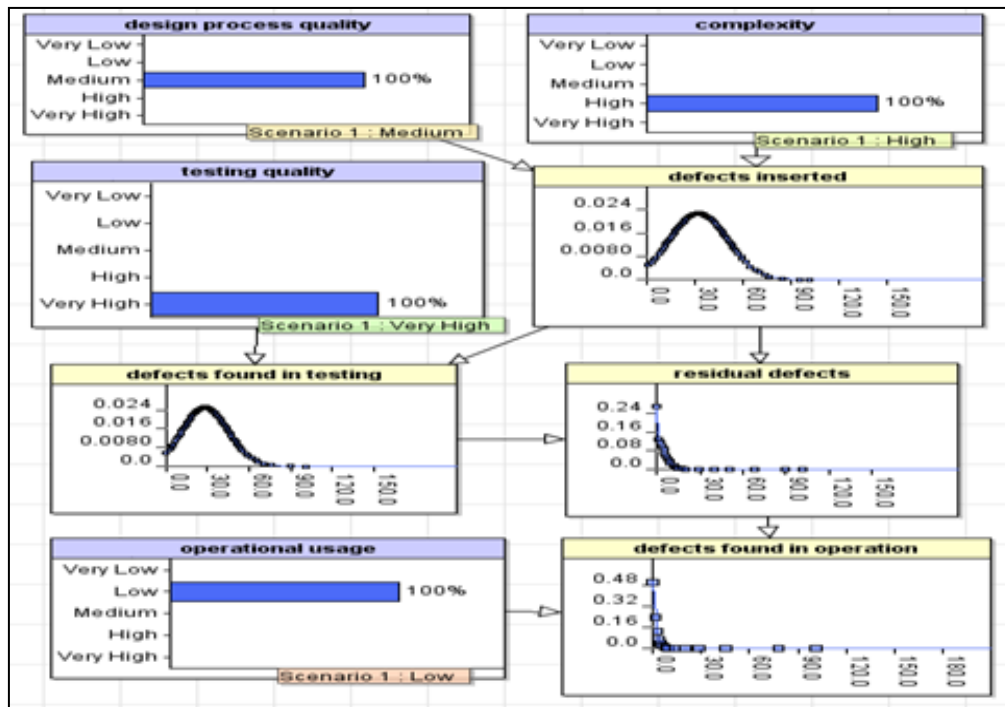 design process quality
Very Low
Low
Medium
High
Very High
100%
Scenario 1 : Medium
complexity
Very Low
Low
Medium
High
Very High
100%
Scenario 1 : High
testing quality
Very Low
Low
Medium
High
Very High
100%
Scenario 1 : Very High
defects inserted
0.024
0.016
0.0080
0.0
0.0
30.0
60.0
90.0
120.0
150.0
defects found in testing
0.024
0.016
0.0080
0.0
0.0
30.0
60.0
90.0
120.0
150.0
residual defects
0.24
0.16
0.08
0.0
0.0
30.0
60.0
90.0
120.0
150.0
operational usage
Very Low
Low
Medium
High
Very High
100%
Scenario 1 : Low
defects found in operation
0.48
0.32
0.16
0.0
0.0
30.0
60.0
90.0
120.0
150.0
180.0